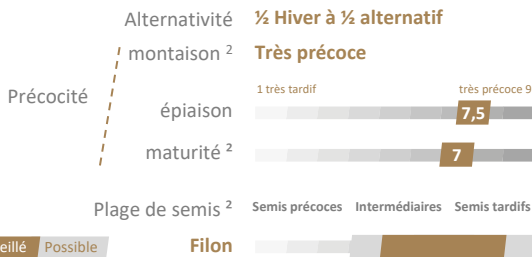 Alternativité ½ Hiver à ½ alternatif
montaison ² Très précoce
1 très tardif très précoce 9
Précocité
épiaison 7,5
maturité ² 7
Plage de semis ² Semis précoces Intermédiaires Semis tardifs
eillé Possible Filon